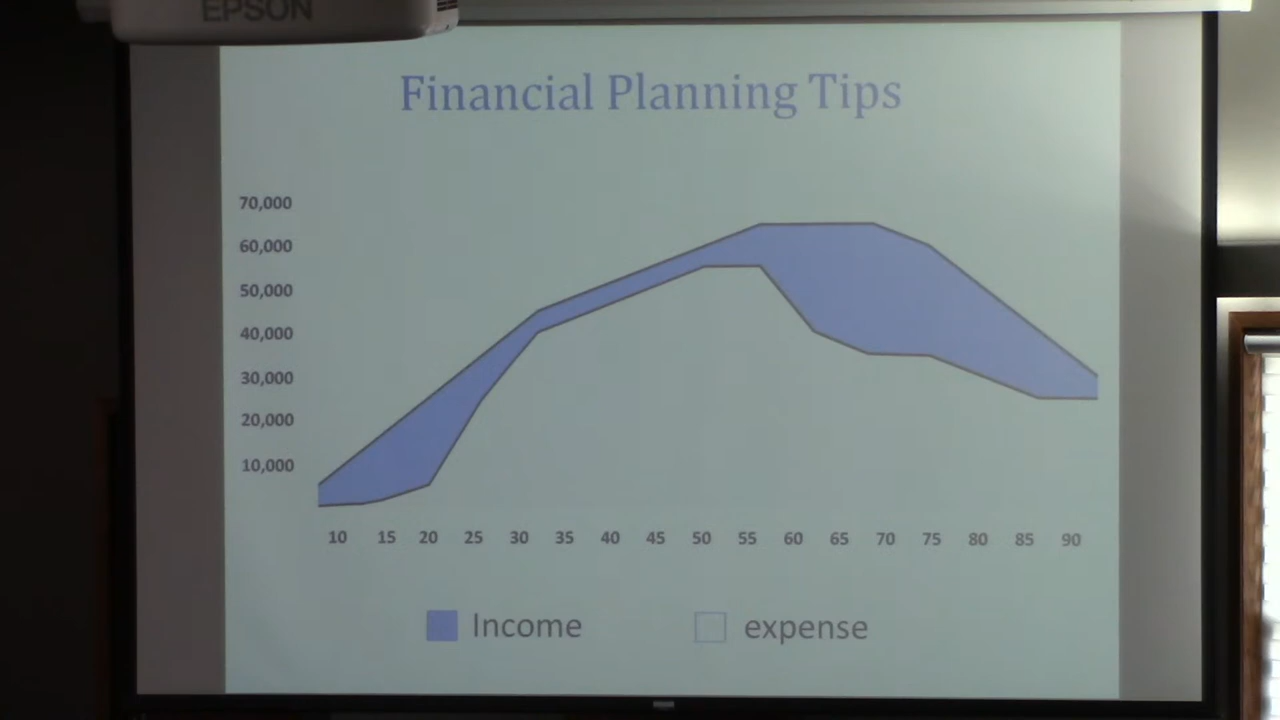 EPSON
Financial Planning Tips
70,000
60,000
50,000
40,000
30,000
20,000
10,000
10 15 20 25 30 35 40 45 50 55 60 65 70 75 80 85 90
Income expense